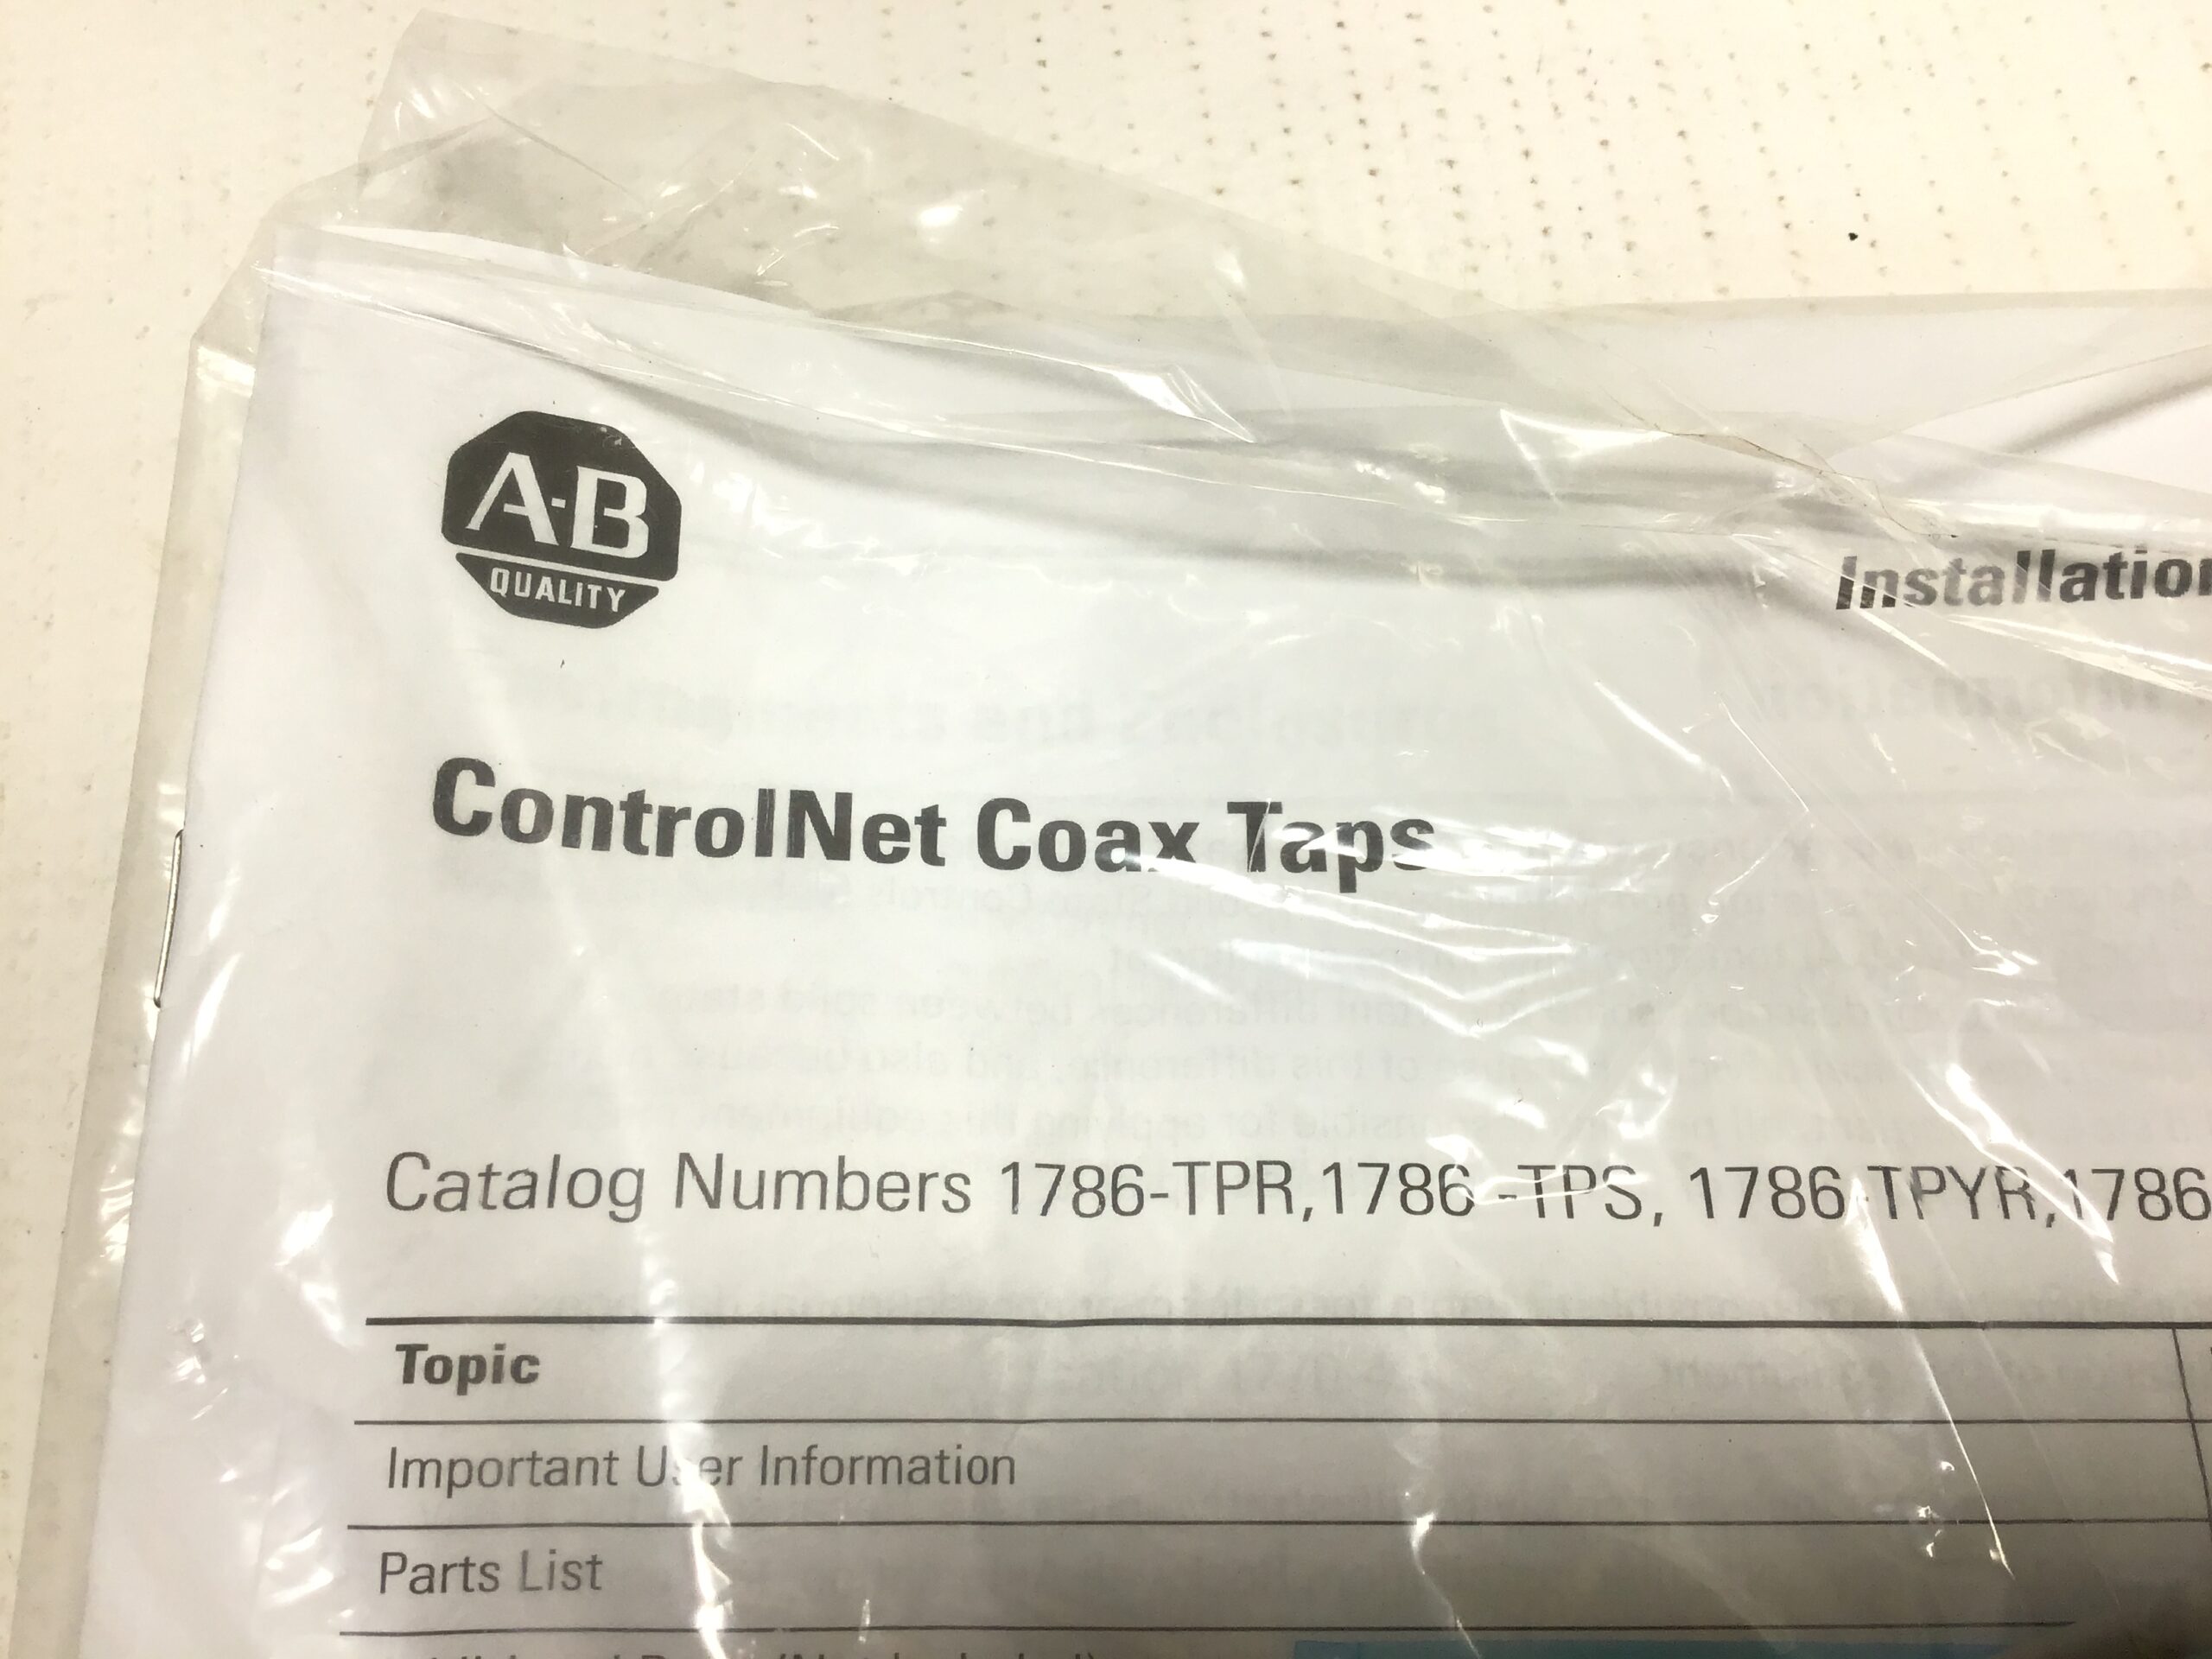 A-B
QUALITY
Installation
ControlNet Coax Taps
Catalog Numbers 1786-TPR,1786 -TPS, 1786-TPYR,1786
Topic
Important User Information
Parts List